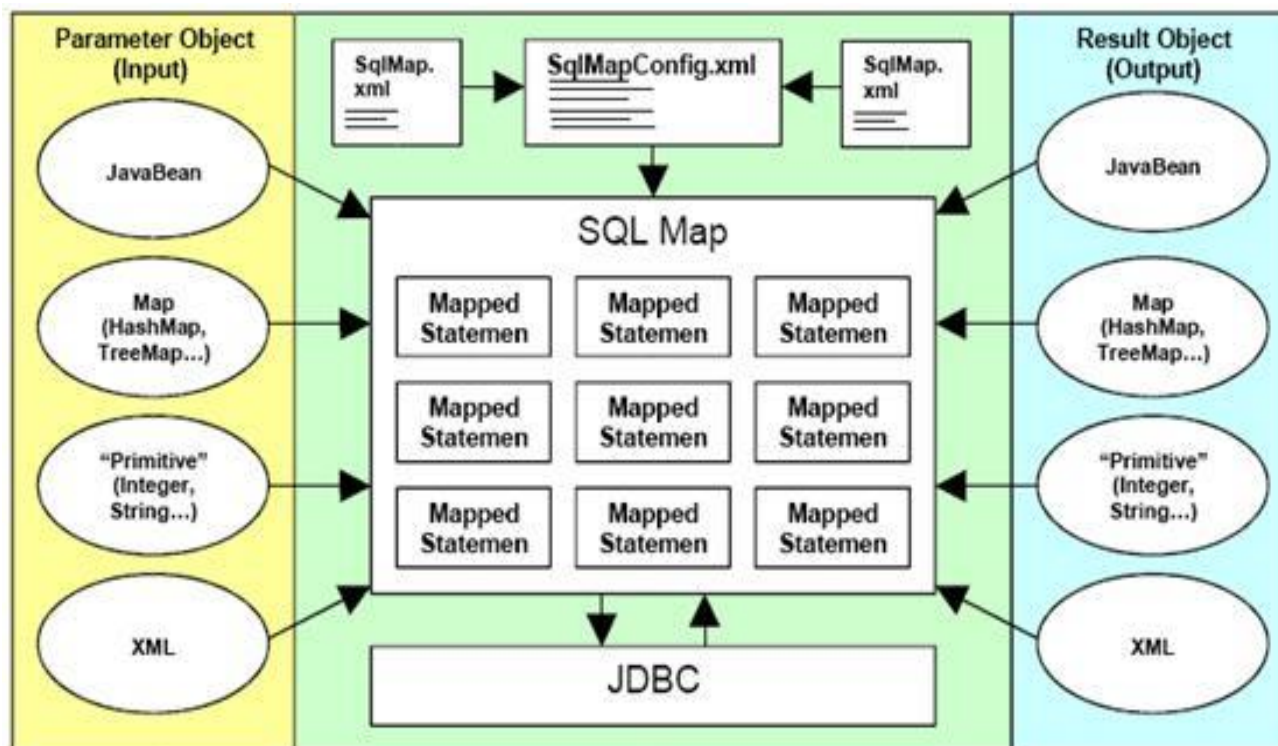 Parameter Object
(Input)
JavaBean
Map
(HashMap,
TreeMap...)
“Primitive”
(Integer,
String...)
XML
SqlMap.
xml
SqlMapConfig.xml
SqlMap.
xml
SQL Map
Mapped
Statemen
Mapped
Statemen
Mapped
Statemen
Mapped
Statemen
Mapped
Statemen
Mapped
Statemen
Mapped
Statemen
Mapped
Statemen
Mapped
Statemen
JDBC
Result Object
(Output)
JavaBean
Map
(HashMap,
TreeMap...)
“Primitive”
(Integer,
String...)
XML